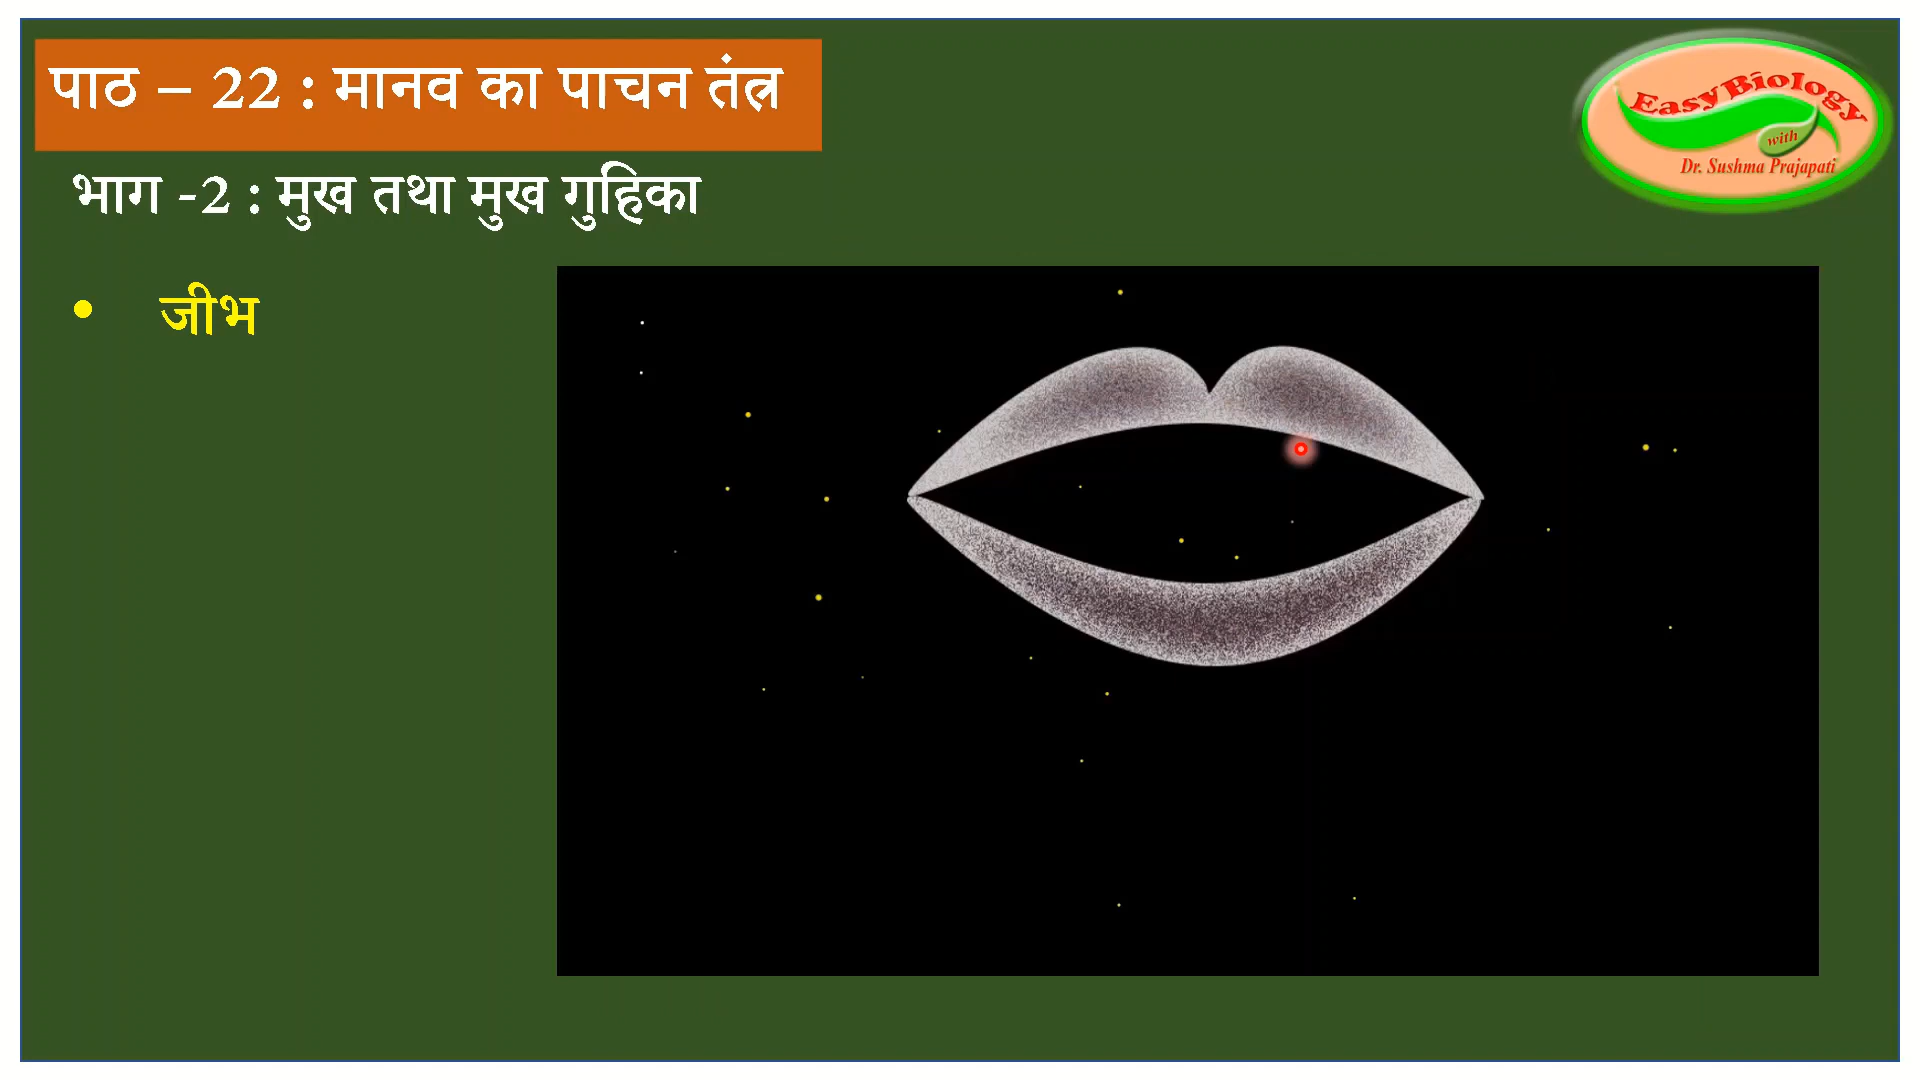 पाठ – 22 : मानव का पाचन तंत्र
भाग -2 : मुख तथा मुख गुहिका
• जीभ
EasyBiology
with
Dr. Sushma Prajapati